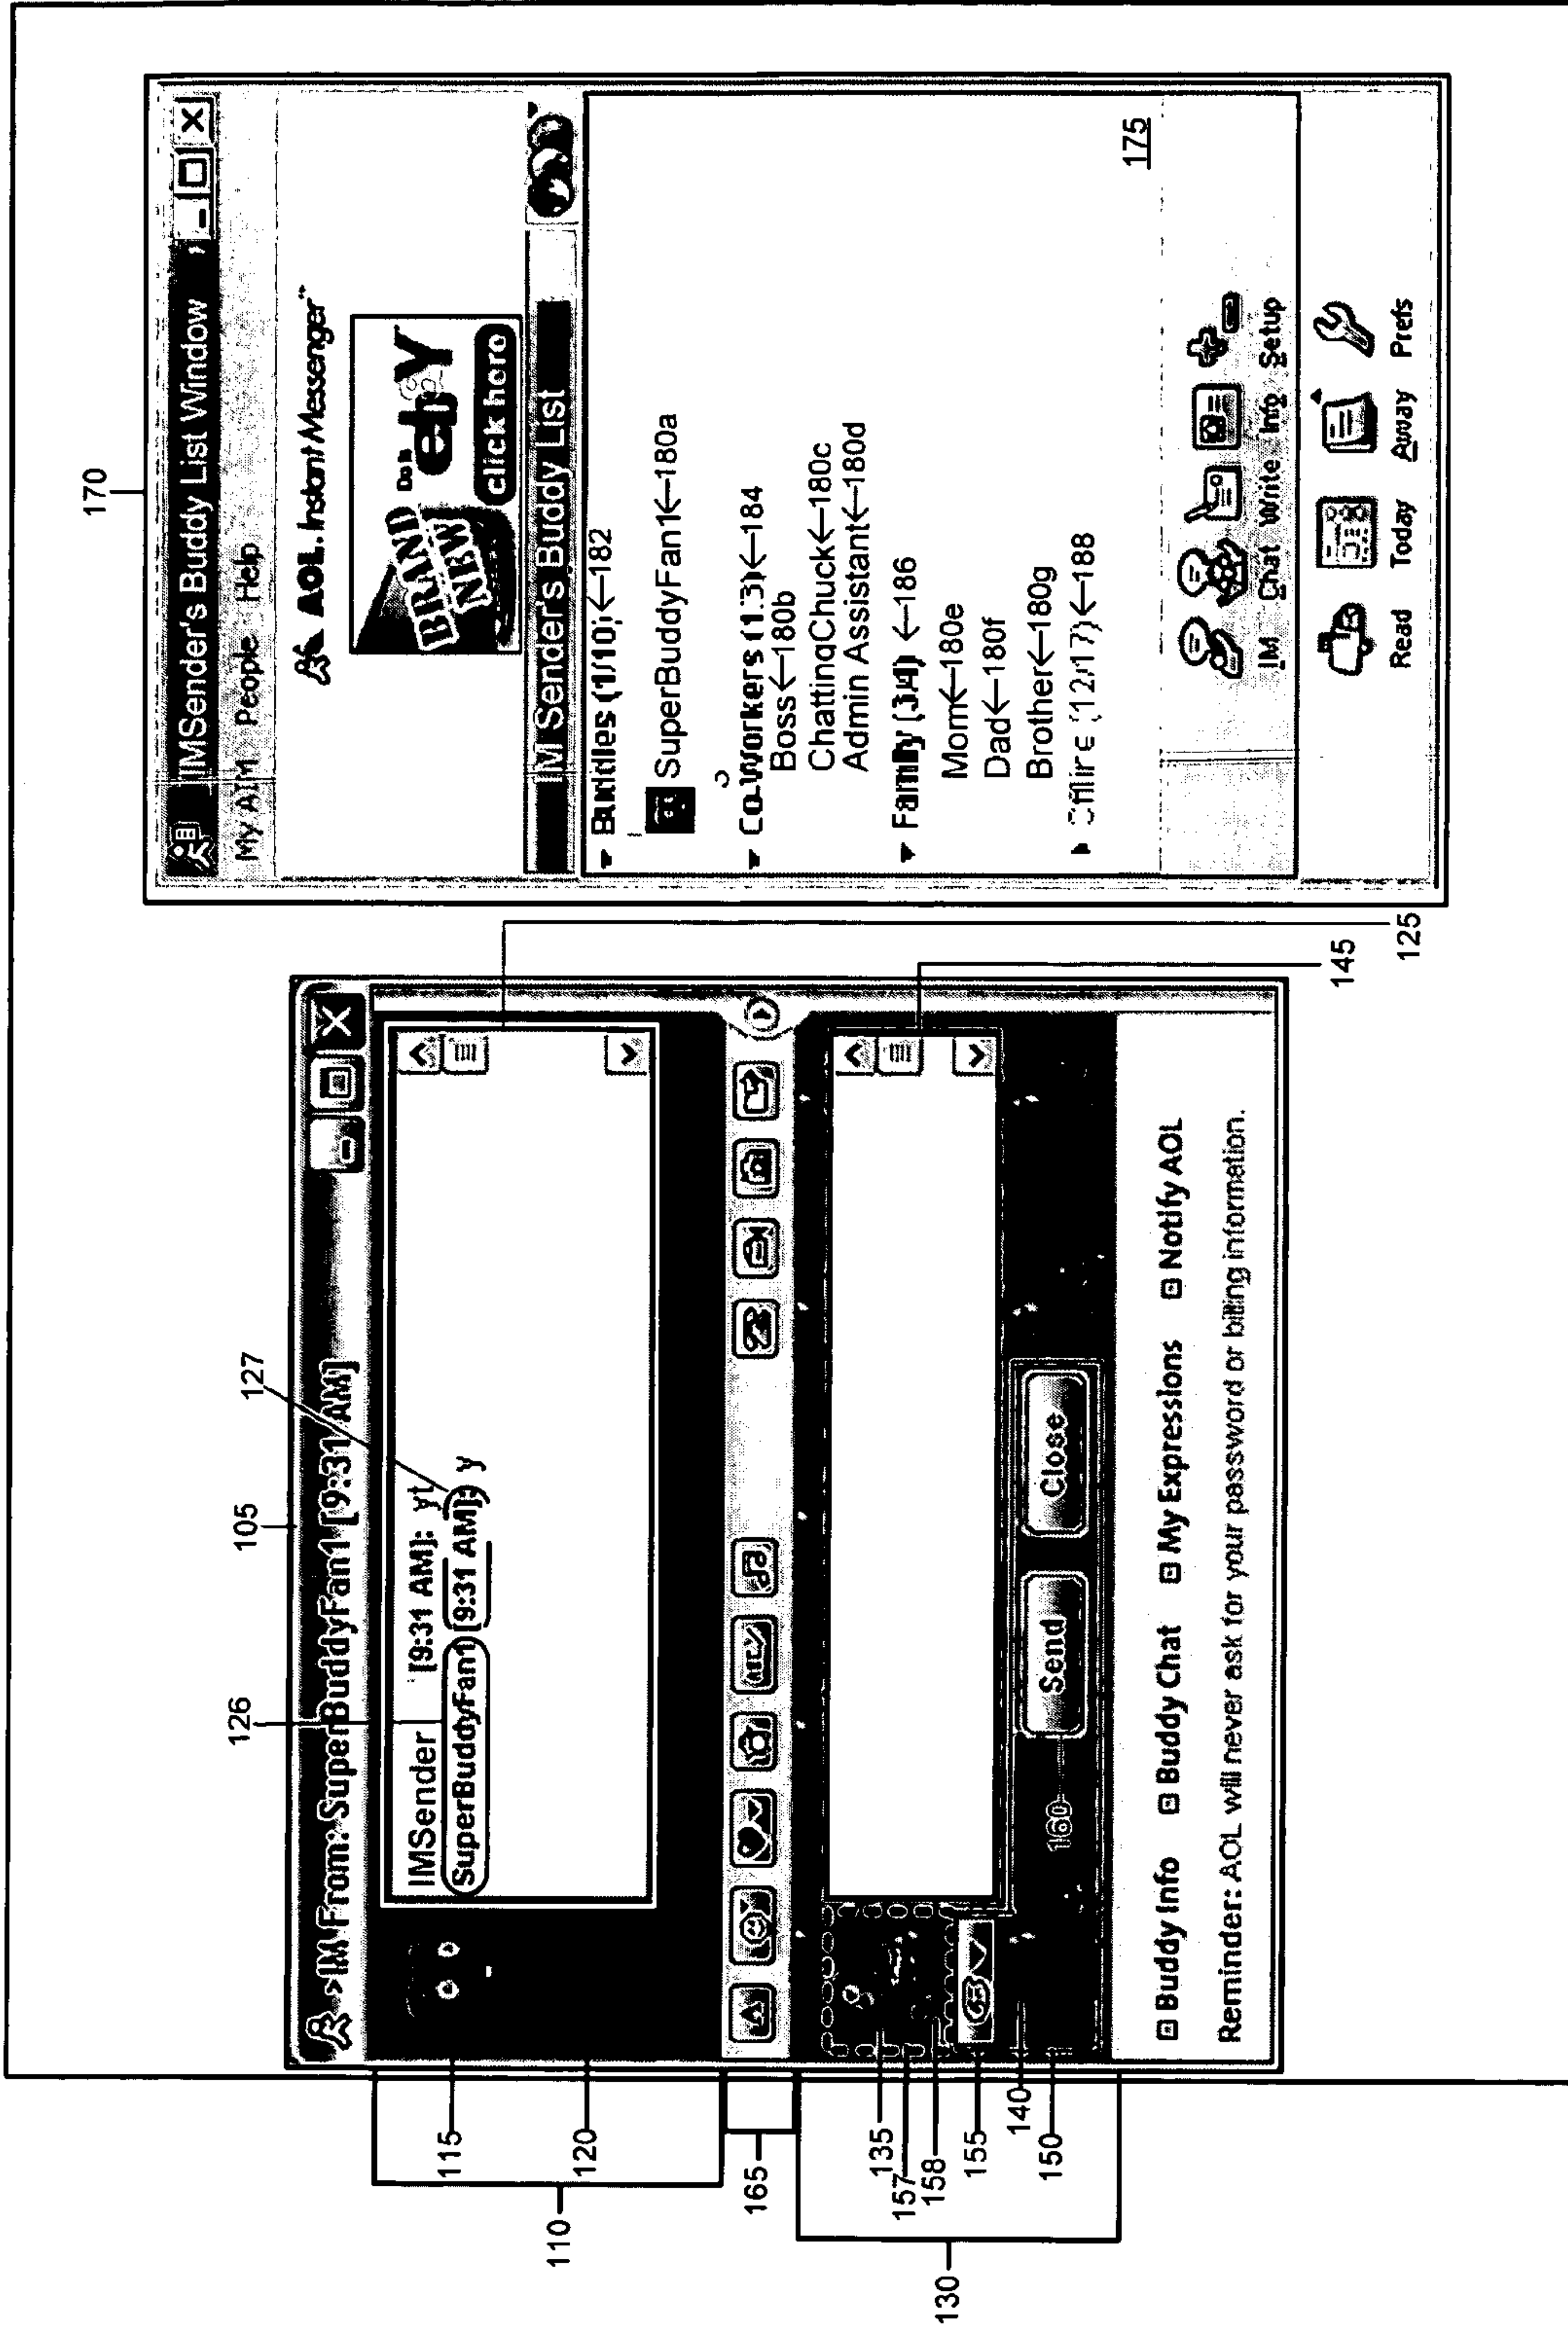 170
IMSender's Buddy List Window
My AIM People Help
AOL Instant Messenger™
BRAND NEW
Do It
click here
IM Sender's Buddy List
Buddies (1/10) ←182
SuperBuddyFan1←180a
Co-Workers (1.3)←184
Boss←180b
ChattingChuck←180c
Admin Assistant←180d
Family (3/4) ←186
Mom←180e
Dad←180f
Brother←180g
(12/17)←188
175
IM Chat Write Info Setup
Read Today Away Prefs
105
IM From: SuperBuddyFan1 [9:31 AM]
126
127
IMSender [9:31 AM]: yt
SuperBuddyFan1 [9:31 AM]: y
125
145
Send
Close
160
Buddy Info Buddy Chat My Expressions Notify AOL
Reminder: AOL will never ask for your password or billing information.
110
115
120
165
130
135
157
158
155
140
150